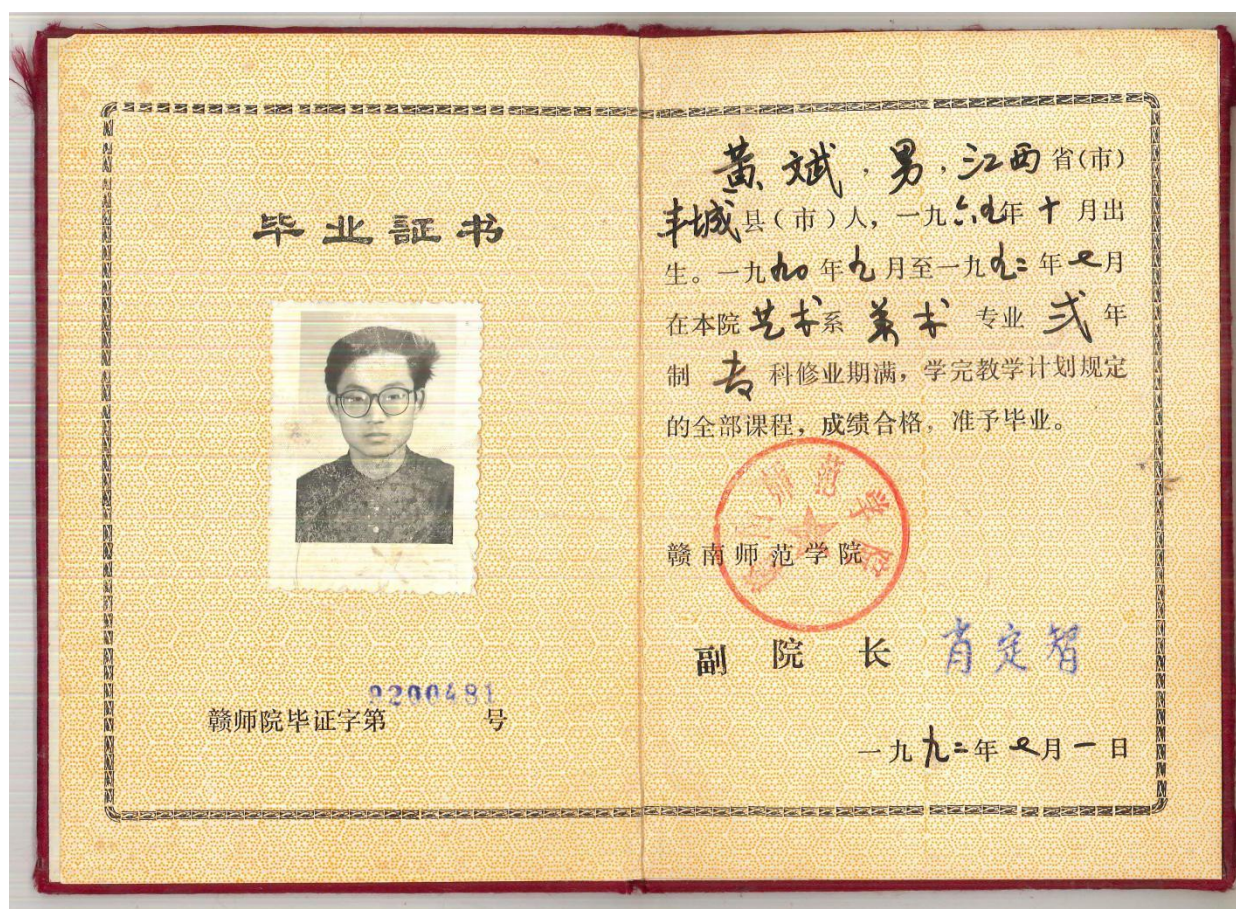 毕业証书
9200481
赣师院毕证字第 号
黄斌,男,江西省(市)
丰城县(市)人,一九六九年十月出
生。一九九0年九月至一九九二年七月
在本院艺术系美术专业弍年
制专科修业期满,学完教学计划规定
的全部课程,成绩合格,准予毕业。
师范学院
赣南师范学院
副院长 肖定智
一九九二年七月一日